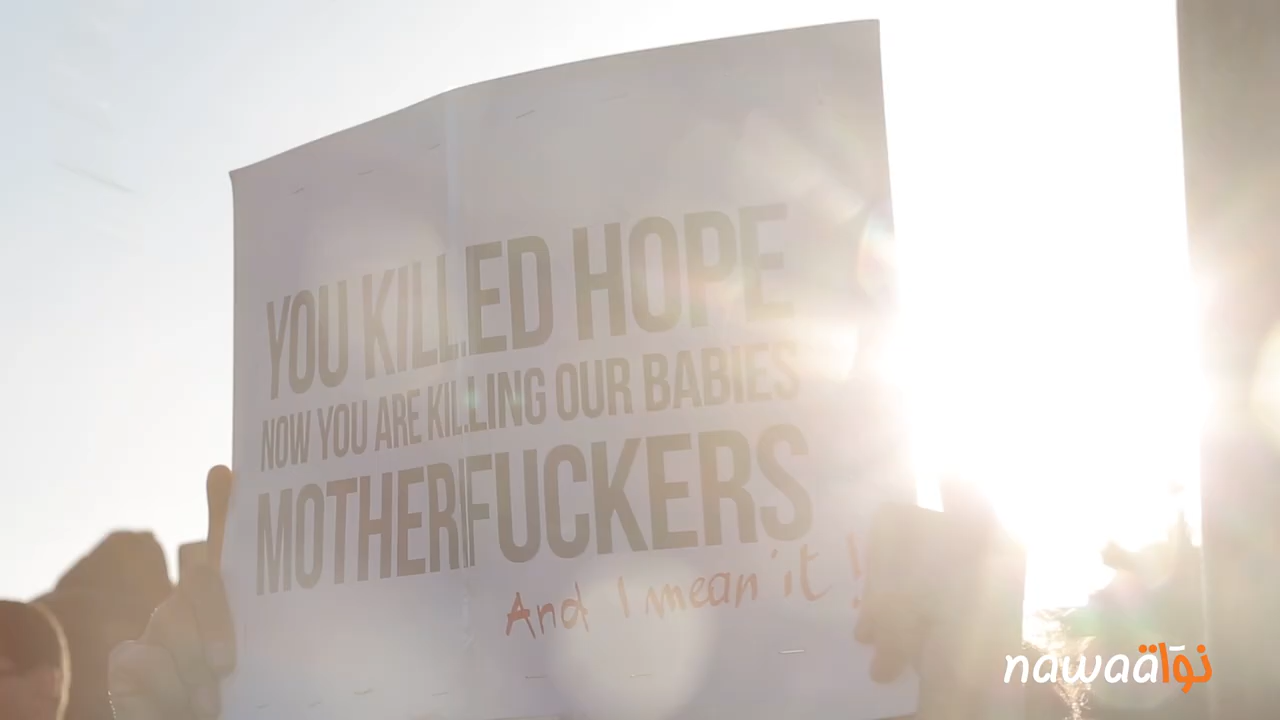 YOU KILLED HOPE
NOW YOU ARE KILLING OUR BABIES
MOTHERFUCKERS
And I mean it !
nawaaنواة